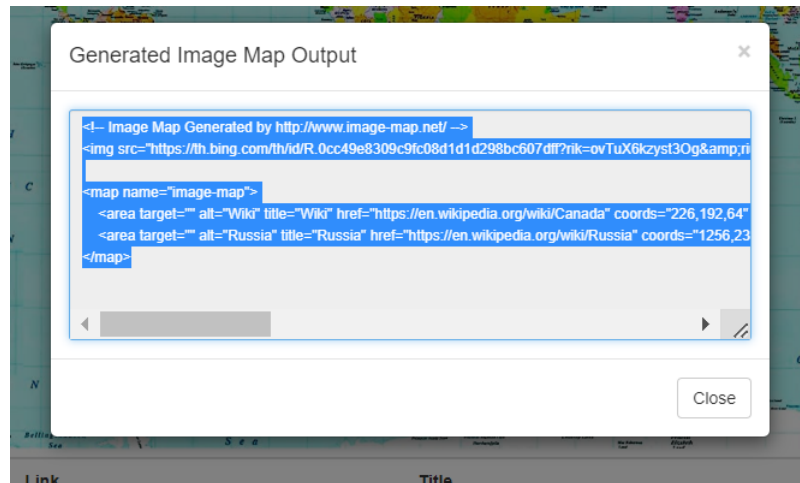 Generated Image Map Output
×
<!-- Image Map Generated by http://www.image-map.net/ -->
<img src="https://th.bing.com/th/id/R.0cc49e8309c9fc08d1d1d298bc607dff?rik=ovTuX6kzyst3Og&amp;ri
<map name="image-map">
<area target="" alt="Wiki" title="Wiki" href="https://en.wikipedia.org/wiki/Canada" coords="226,192,64"
<area target="" alt="Russia" title="Russia" href="https://en.wikipedia.org/wiki/Russia" coords="1256,23
</map>
C
N
Close
Sea
Sea
Link Title